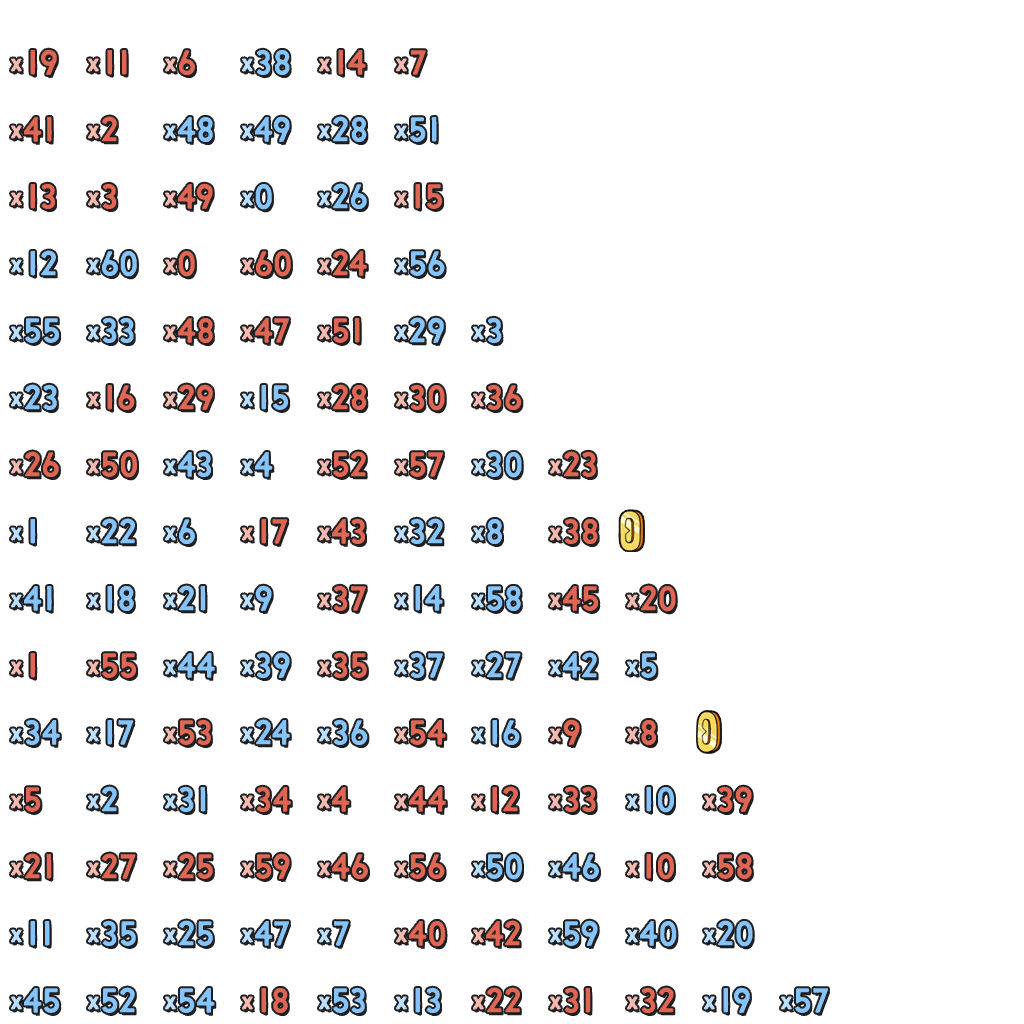 x19 x11 x6 x38 x14 x7
x41 x2 x48 x49 x28 x51
x13 x3 x49 x0 x26 x15
x12 x60 x0 x60 x24 x56
x55 x33 x48 x47 x51 x29 x3
x23 x16 x29 x15 x28 x30 x36
x26 x50 x43 x4 x52 x57 x30 x23
x1 x22 x6 x17 x43 x32 x8 x38
x41 x18 x21 x9 x37 x14 x58 x45 x20
x1 x55 x44 x39 x35 x37 x27 x42 x5
x34 x17 x53 x24 x36 x54 x16 x9 x8
x5 x2 x31 x34 x4 x44 x12 x33 x10 x39
x21 x27 x25 x59 x46 x56 x50 x46 x10 x58
x11 x35 x25 x47 x7 x40 x42 x59 x40 x20
x45 x52 x54 x18 x53 x13 x22 x31 x32 x19 x57